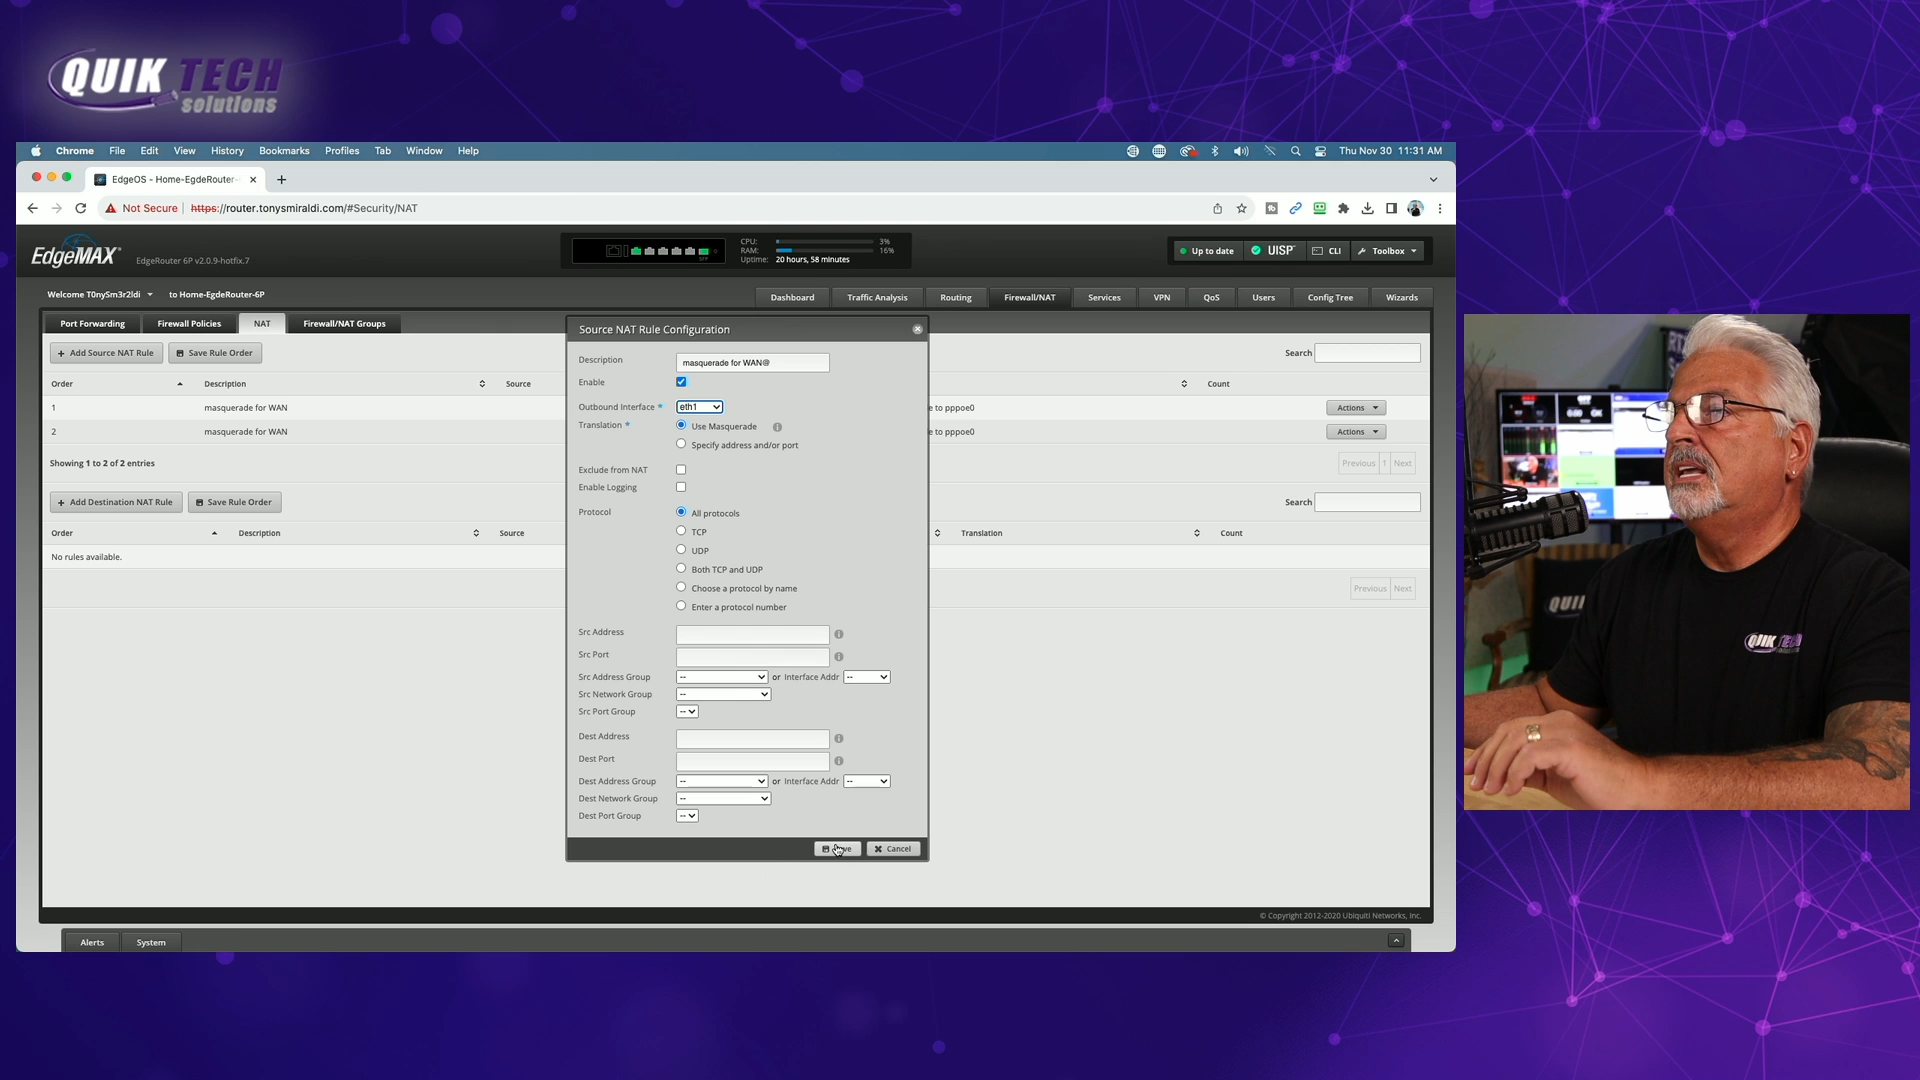 QUIK TECH
solutions
Chrome File Edit View History Bookmarks Profiles Tab Window Help Thu Nov 30 11:31 AM
EdgeOS - Home-EgdeRouter-
Not Secure https://router.tonysmiraldi.com/#Security/NAT
EdgeMAX EdgeRouter 6P v2.0.9-hotfix.7
SFP
CPU: 3%
RAM: 16%
Uptime: 20 hours, 58 minutes
Up to date UISP CLI Toolbox
Welcome T0nySm3r2ldi to Home-EgdeRouter-6P
Dashboard Traffic Analysis Routing Firewall/NAT Services VPN QoS Users Config Tree Wizards
Port Forwarding Firewall Policies NAT Firewall/NAT Groups
+ Add Source NAT Rule Save Rule Order Search
Order Description Source Count
1 masquerade for WAN e to pppoe0 Actions
2 masquerade for WAN e to pppoe0 Actions
Showing 1 to 2 of 2 entries Previous 1 Next
+ Add Destination NAT Rule Save Rule Order Search
Order Description Source Translation Count
No rules available.
Previous Next
Source NAT Rule Configuration
Description masquerade for WAN@
Enable
Outbound Interface * eth1
Translation * Use Masquerade
Specify address and/or port
Exclude from NAT
Enable Logging
Protocol All protocols
TCP
UDP
Both TCP and UDP
Choose a protocol by name
Enter a protocol number
Src Address
Src Port
Src Address Group -- or Interface Addr --
Src Network Group --
Src Port Group --
Dest Address
Dest Port
Dest Address Group -- or Interface Addr --
Dest Network Group --
Dest Port Group --
Cancel
© Copyright 2012-2020 Ubiquiti Networks, Inc.
Alerts System
QUIK TECH